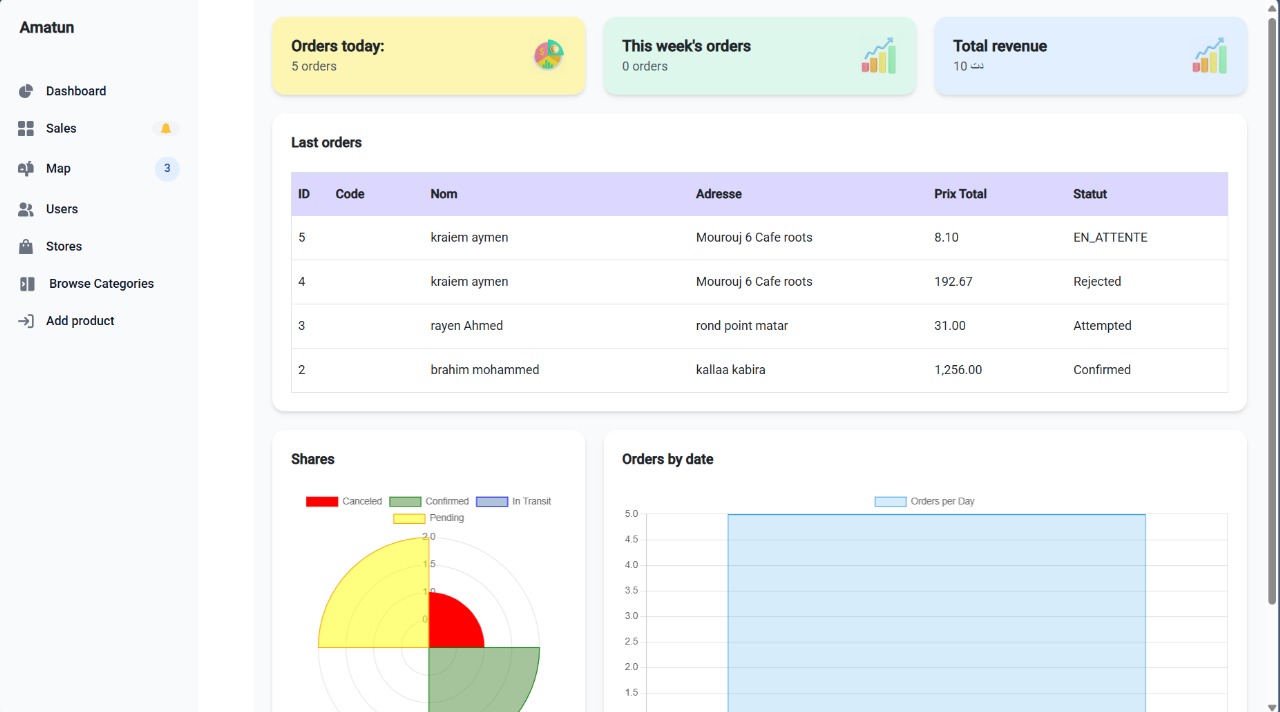 Amatun
Dashboard
Sales
Map 3
Users
Stores
Browse Categories
Add product
Orders today:
5 orders
This week's orders
0 orders
Total revenue
10
Last orders
ID Code Nom Adresse Prix Total Statut
5 kraiem aymen Mourouj 6 Cafe roots 8.10 EN_ATTENTE
4 kraiem aymen Mourouj 6 Cafe roots 192.67 Rejected
3 rayen Ahmed rond point matar 31.00 Attempted
2 brahim mohammed kallaa kabira 1,256.00 Confirmed
Shares
Canceled Confirmed In Transit
Pending
2.0
1.5
1.0
Orders by date
Orders per Day
5.0
4.5
4.0
3.5
3.0
2.5
2.0
1.5